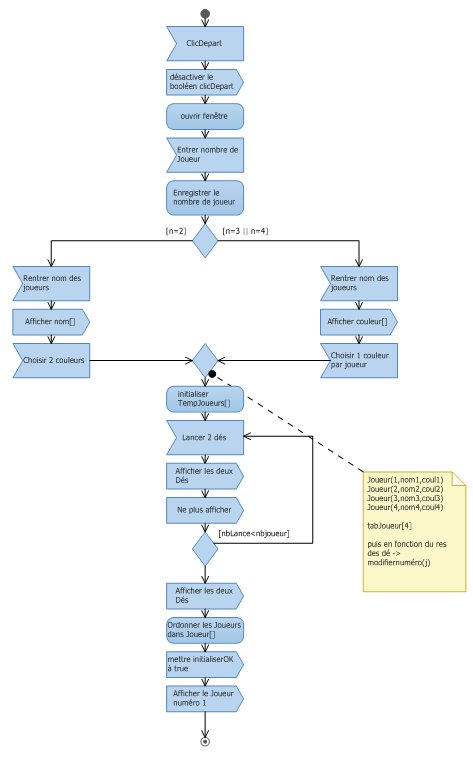 ClicDepart
désactiver le
booléen clicDepart
ouvrir fenêtre
Entrer nombre de
Joueur
Enregistrer le
nombre de joueur
[n=2]
[n=3 || n=4]
Rentrer nom des
joueurs
Afficher nom[]
Choisir 2 couleurs
Rentrer nom des
joueurs
Afficher couleur[]
Choisir 1 couleur
par joueur
initialiser
TempJoueurs[]
Lancer 2 dés
Afficher les deux
Dés
Ne plus afficher
[nbLance<nbjoueur]
Joueur(1,nom1,coul1)
Joueur(2,nom2,coul2)
Joueur(3,nom3,coul3)
Joueur(4,nom4,coul4)
tabJoueur[4]
puis en fonction du res
des dé ->
modifiernuméro(j)
Afficher les deux
Dés
Ordonner les Joueurs
dans Joueur[]
mettre initialiserOK
à true
Afficher le Joueur
numéro 1